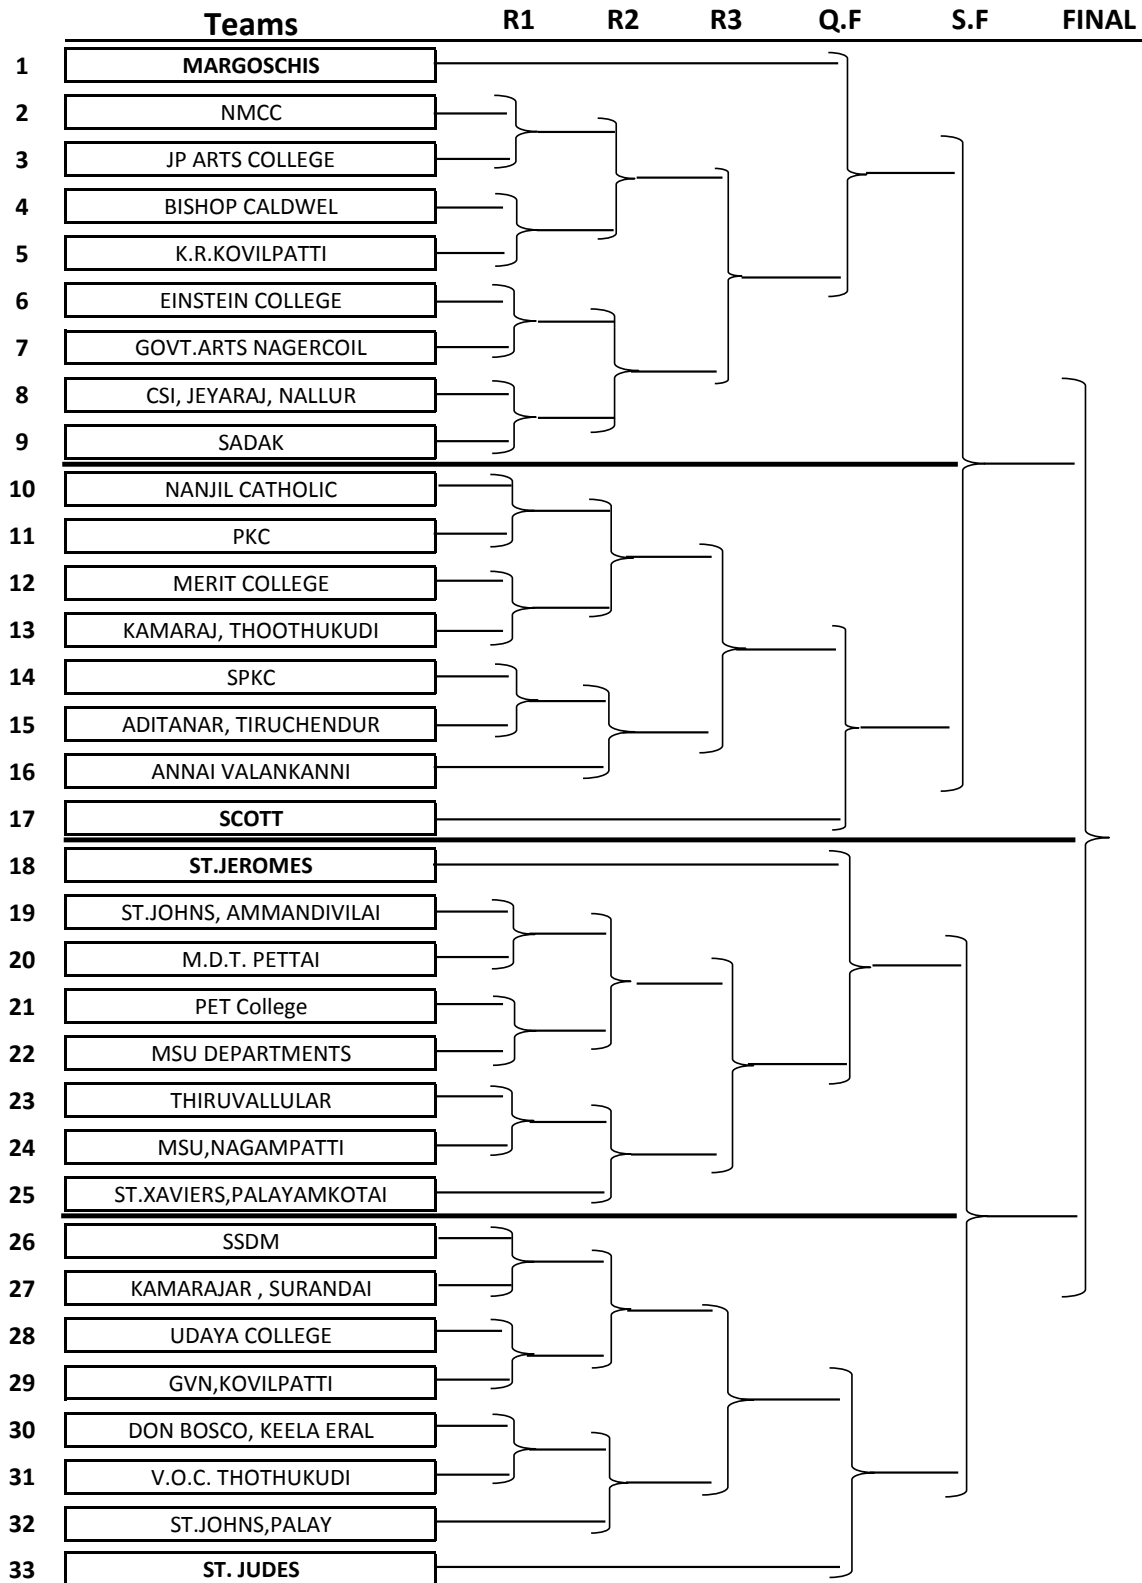 Teams R1 R2 R3 Q.F S.F FINAL
1 MARGOSCHIS
2 NMCC
3 JP ARTS COLLEGE
4 BISHOP CALDWEL
5 K.R.KOVILPATTI
6 EINSTEIN COLLEGE
7 GOVT.ARTS NAGERCOIL
8 CSI, JEYARAJ, NALLUR
9 SADAK
10 NANJIL CATHOLIC
11 PKC
12 MERIT COLLEGE
13 KAMARAJ, THOOTHUKUDI
14 SPKC
15 ADITANAR, TIRUCHENDUR
16 ANNAI VALANKANNI
17 SCOTT
18 ST.JEROMES
19 ST.JOHNS, AMMANDIVILAI
20 M.D.T. PETTAI
21 PET College
22 MSU DEPARTMENTS
23 THIRUVALLULAR
24 MSU,NAGAMPATTI
25 ST.XAVIERS,PALAYAMKOTAI
26 SSDM
27 KAMARAJAR , SURANDAI
28 UDAYA COLLEGE
29 GVN,KOVILPATTI
30 DON BOSCO, KEELA ERAL
31 V.O.C. THOTHUKUDI
32 ST.JOHNS,PALAY
33 ST. JUDES